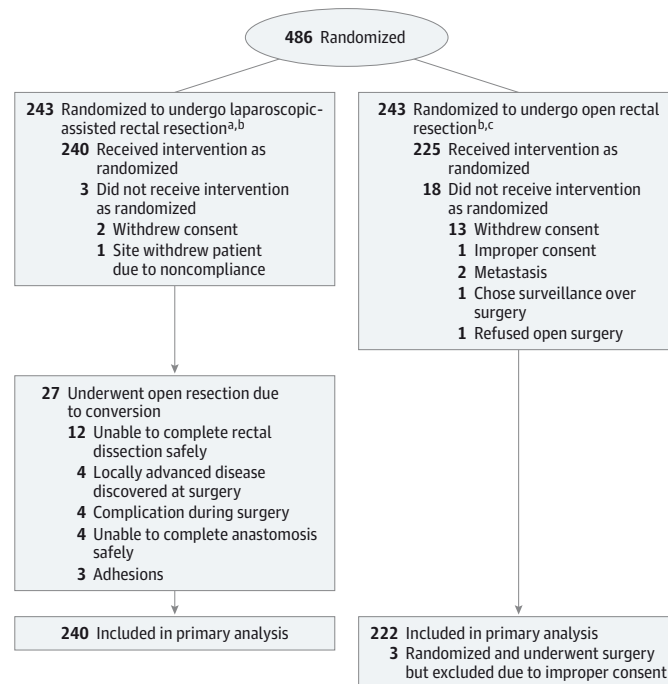 486 Randomized
243 Randomized to undergo laparoscopic-
assisted rectal resectiona,b
240 Received intervention as
randomized
3 Did not receive intervention
as randomized
2 Withdrew consent
1 Site withdrew patient
due to noncompliance
243 Randomized to undergo open rectal
resectionb,c
225 Received intervention as
randomized
18 Did not receive intervention
as randomized
13 Withdrew consent
1 Improper consent
2 Metastasis
1 Chose surveillance over
surgery
1 Refused open surgery
27 Underwent open resection due
to conversion
12 Unable to complete rectal
dissection safely
4 Locally advanced disease
discovered at surgery
4 Complication during surgery
4 Unable to complete anastomosis
safely
3 Adhesions
240 Included in primary analysis
222 Included in primary analysis
3 Randomized and underwent surgery
but excluded due to improper consent